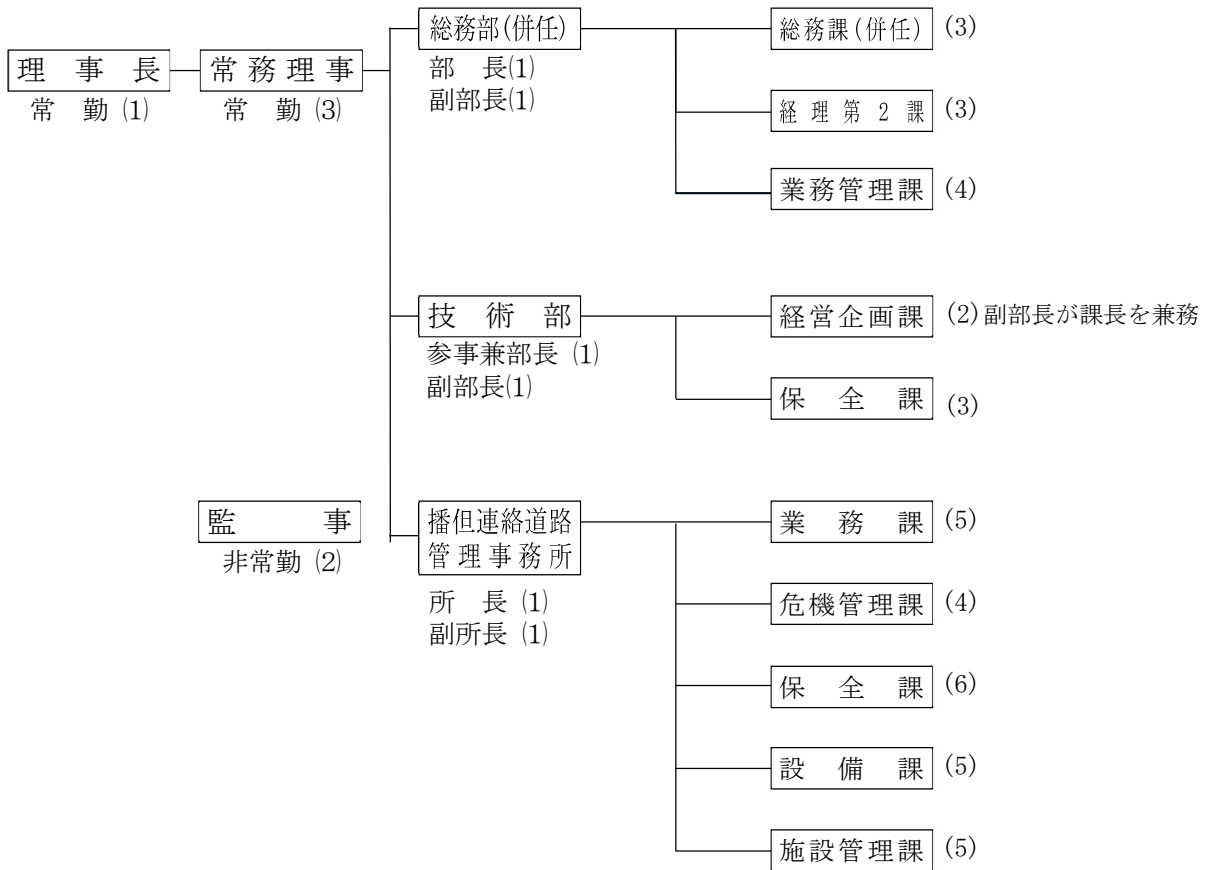 理事長
常勤 (1)
常務理事
常勤 (3)
監事
非常勤 (2)
総務部(併任)
部長(1)
副部長(1)
総務課(併任) (3)
経理第2課 (3)
業務管理課 (4)
技術部
参事兼部長 (1)
副部長(1)
経営企画課 (2)副部長が課長を兼務
保全課 (3)
播但連絡道路
管理事務所
所長 (1)
副所長 (1)
業務課 (5)
危機管理課 (4)
保全課 (6)
設備課 (5)
施設管理課 (5)